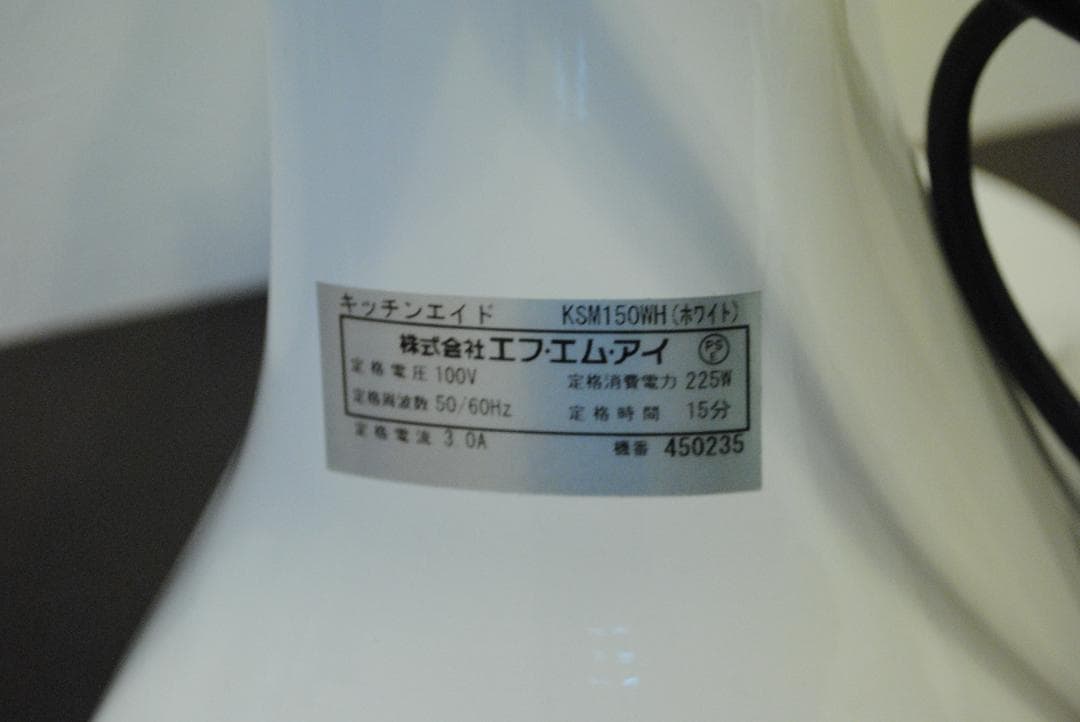 キッチンエイド KSM150WH(ホワイト)
株式会社エフ・エム・アイ PSE
定格電圧 100V 定格消費電力 225W
定格周波数 50/60Hz 定格時間 15分
定格電流 3.0A 機番 450235